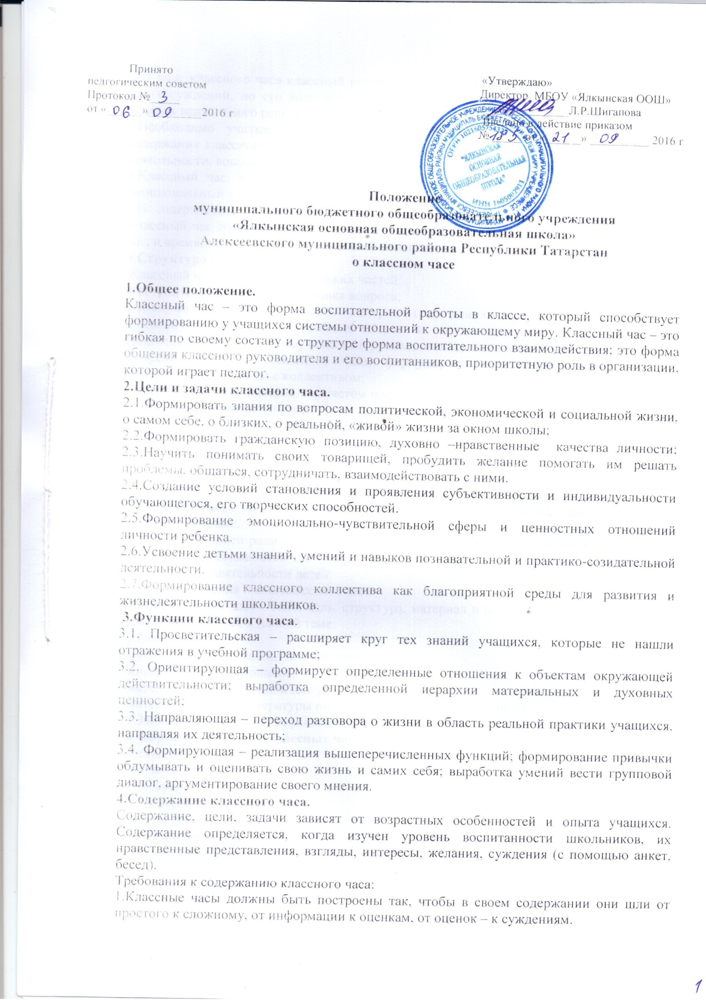 Принято
педгогическим советом
Протокол № 3
от « 06 » 09 2016 г
«Утверждаю»
Директор МБОУ «Ялкынская ООШ»
Л.Р.Шигапова
Введено в действие приказом
№ 185 от « 21 » 09 2016 г
ОГРН 1021605754332
"ЯЛКЫНСКАЯ
ОСНОВНАЯ
ОБЩЕОБРАЗОВАТЕЛЬНАЯ
ШКОЛА"
ИНН 1605002911
Положение
муниципального бюджетного общеобразовательного учреждения
«Ялкынская основная общеобразовательная школа»
Алексеевского муниципального района Республики Татарстан
о классном часе
1.Общее положение.
Классный час – это форма воспитательной работы в классе, который способствует
формированию у учащихся системы отношений к окружающему миру. Классный час – это
гибкая по своему составу и структуре форма воспитательного взаимодействия: это форма
общения классного руководителя и его воспитанников, приоритетную роль в организации,
которой играет педагог.
2.Цели и задачи классного часа.
2.1.Формировать знания по вопросам политической, экономической и социальной жизни,
о самом себе, о близких, о реальной, «живой» жизни за окном школы;
2.2.Формировать гражданскую позицию, духовно –нравственные качества личности;
2.3.Научить понимать своих товарищей, пробудить желание помогать им решать
проблемы, общаться, сотрудничать, взаимодействовать с ними.
2.4.Создание условий становления и проявления субъективности и индивидуальности
обучающегося, его творческих способностей.
2.5.Формирование эмоционально-чувствительной сферы и ценностных отношений
личности ребенка.
2.6.Усвоение детьми знаний, умений и навыков познавательной и практико-созидательной
деятельности.
2.7.Формирование классного коллектива как благоприятной среды для развития и
жизнедеятельности школьников.
3.Функции классного часа.
3.1. Просветительская – расширяет круг тех знаний учащихся, которые не нашли
отражения в учебной программе;
3.2. Ориентирующая – формирует определенные отношения к объектам окружающей
действительности; выработка определенной иерархии материальных и духовных
ценностей;
3.3. Направляющая – переход разговора о жизни в область реальной практики учащихся,
направляя их деятельность;
3.4. Формирующая – реализация вышеперечисленных функций; формирование привычки
обдумывать и оценивать свою жизнь и самих себя; выработка умений вести групповой
диалог, аргументирование своего мнения.
4.Содержание классного часа.
Содержание, цели, задачи зависят от возрастных особенностей и опыта учащихся.
Содержание определяется, когда изучен уровень воспитанности школьников, их
нравственные представления, взгляды, интересы, желания, суждения (с помощью анкет,
бесед).
Требования к содержанию классного часа:
1.Классные часы должны быть построены так, чтобы в своем содержании они шли от
простого к сложному, от информации к оценкам, от оценок – к суждениям.
1